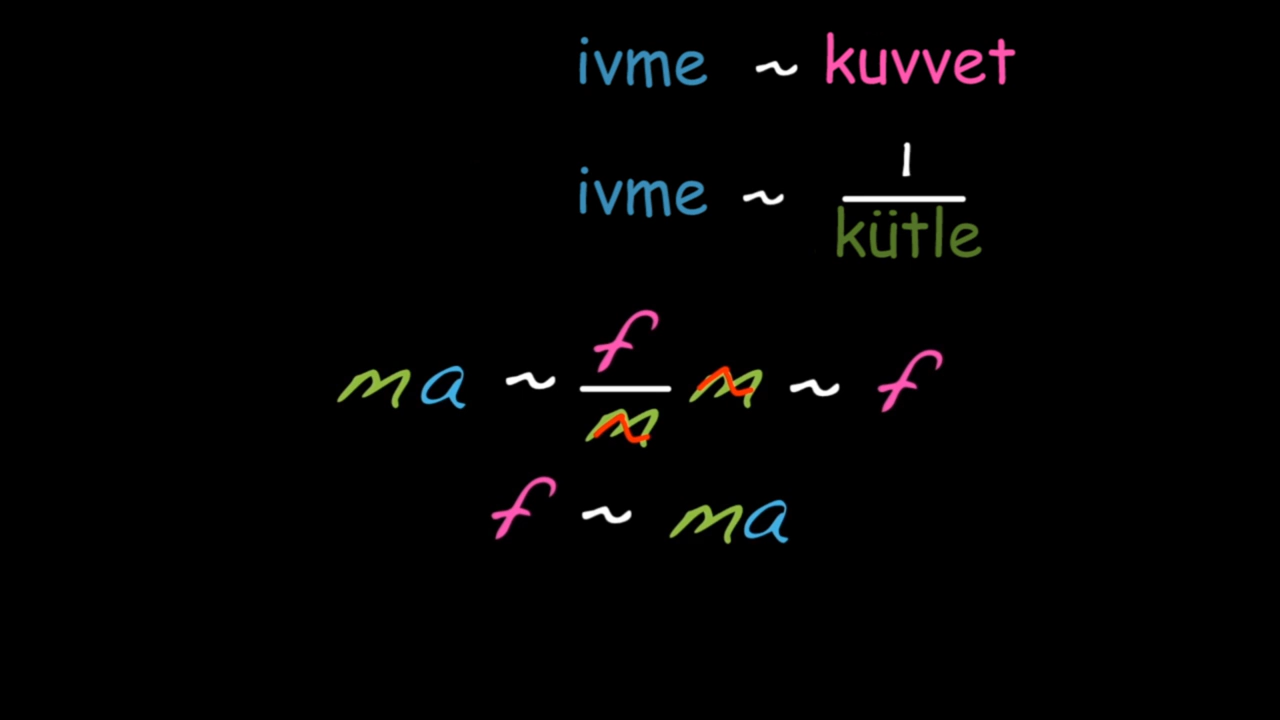 ivme ~ kuvvet
ivme ~ 1/kütle
ma ~ f/m m ~ f
f ~ ma